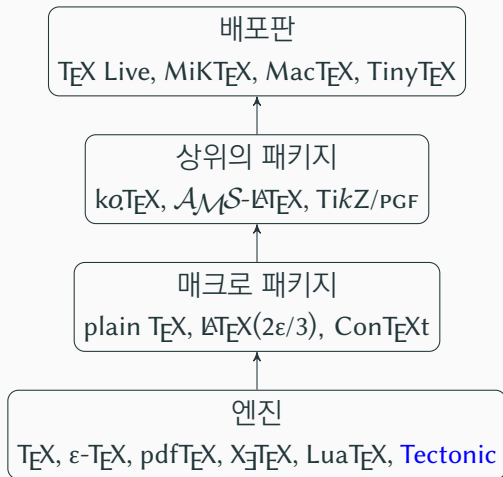 배포판
TeX Live, MiKTeX, MacTeX, TinyTeX
상위의 패키지
ko.TeX, AMS-LaTeX, TikZ/PGF
매크로 패키지
plain TeX, LaTeX(2ε/3), ConTeXt
엔진
TeX, ε-TeX, pdfTeX, XƎTeX, LuaTeX, Tectonic